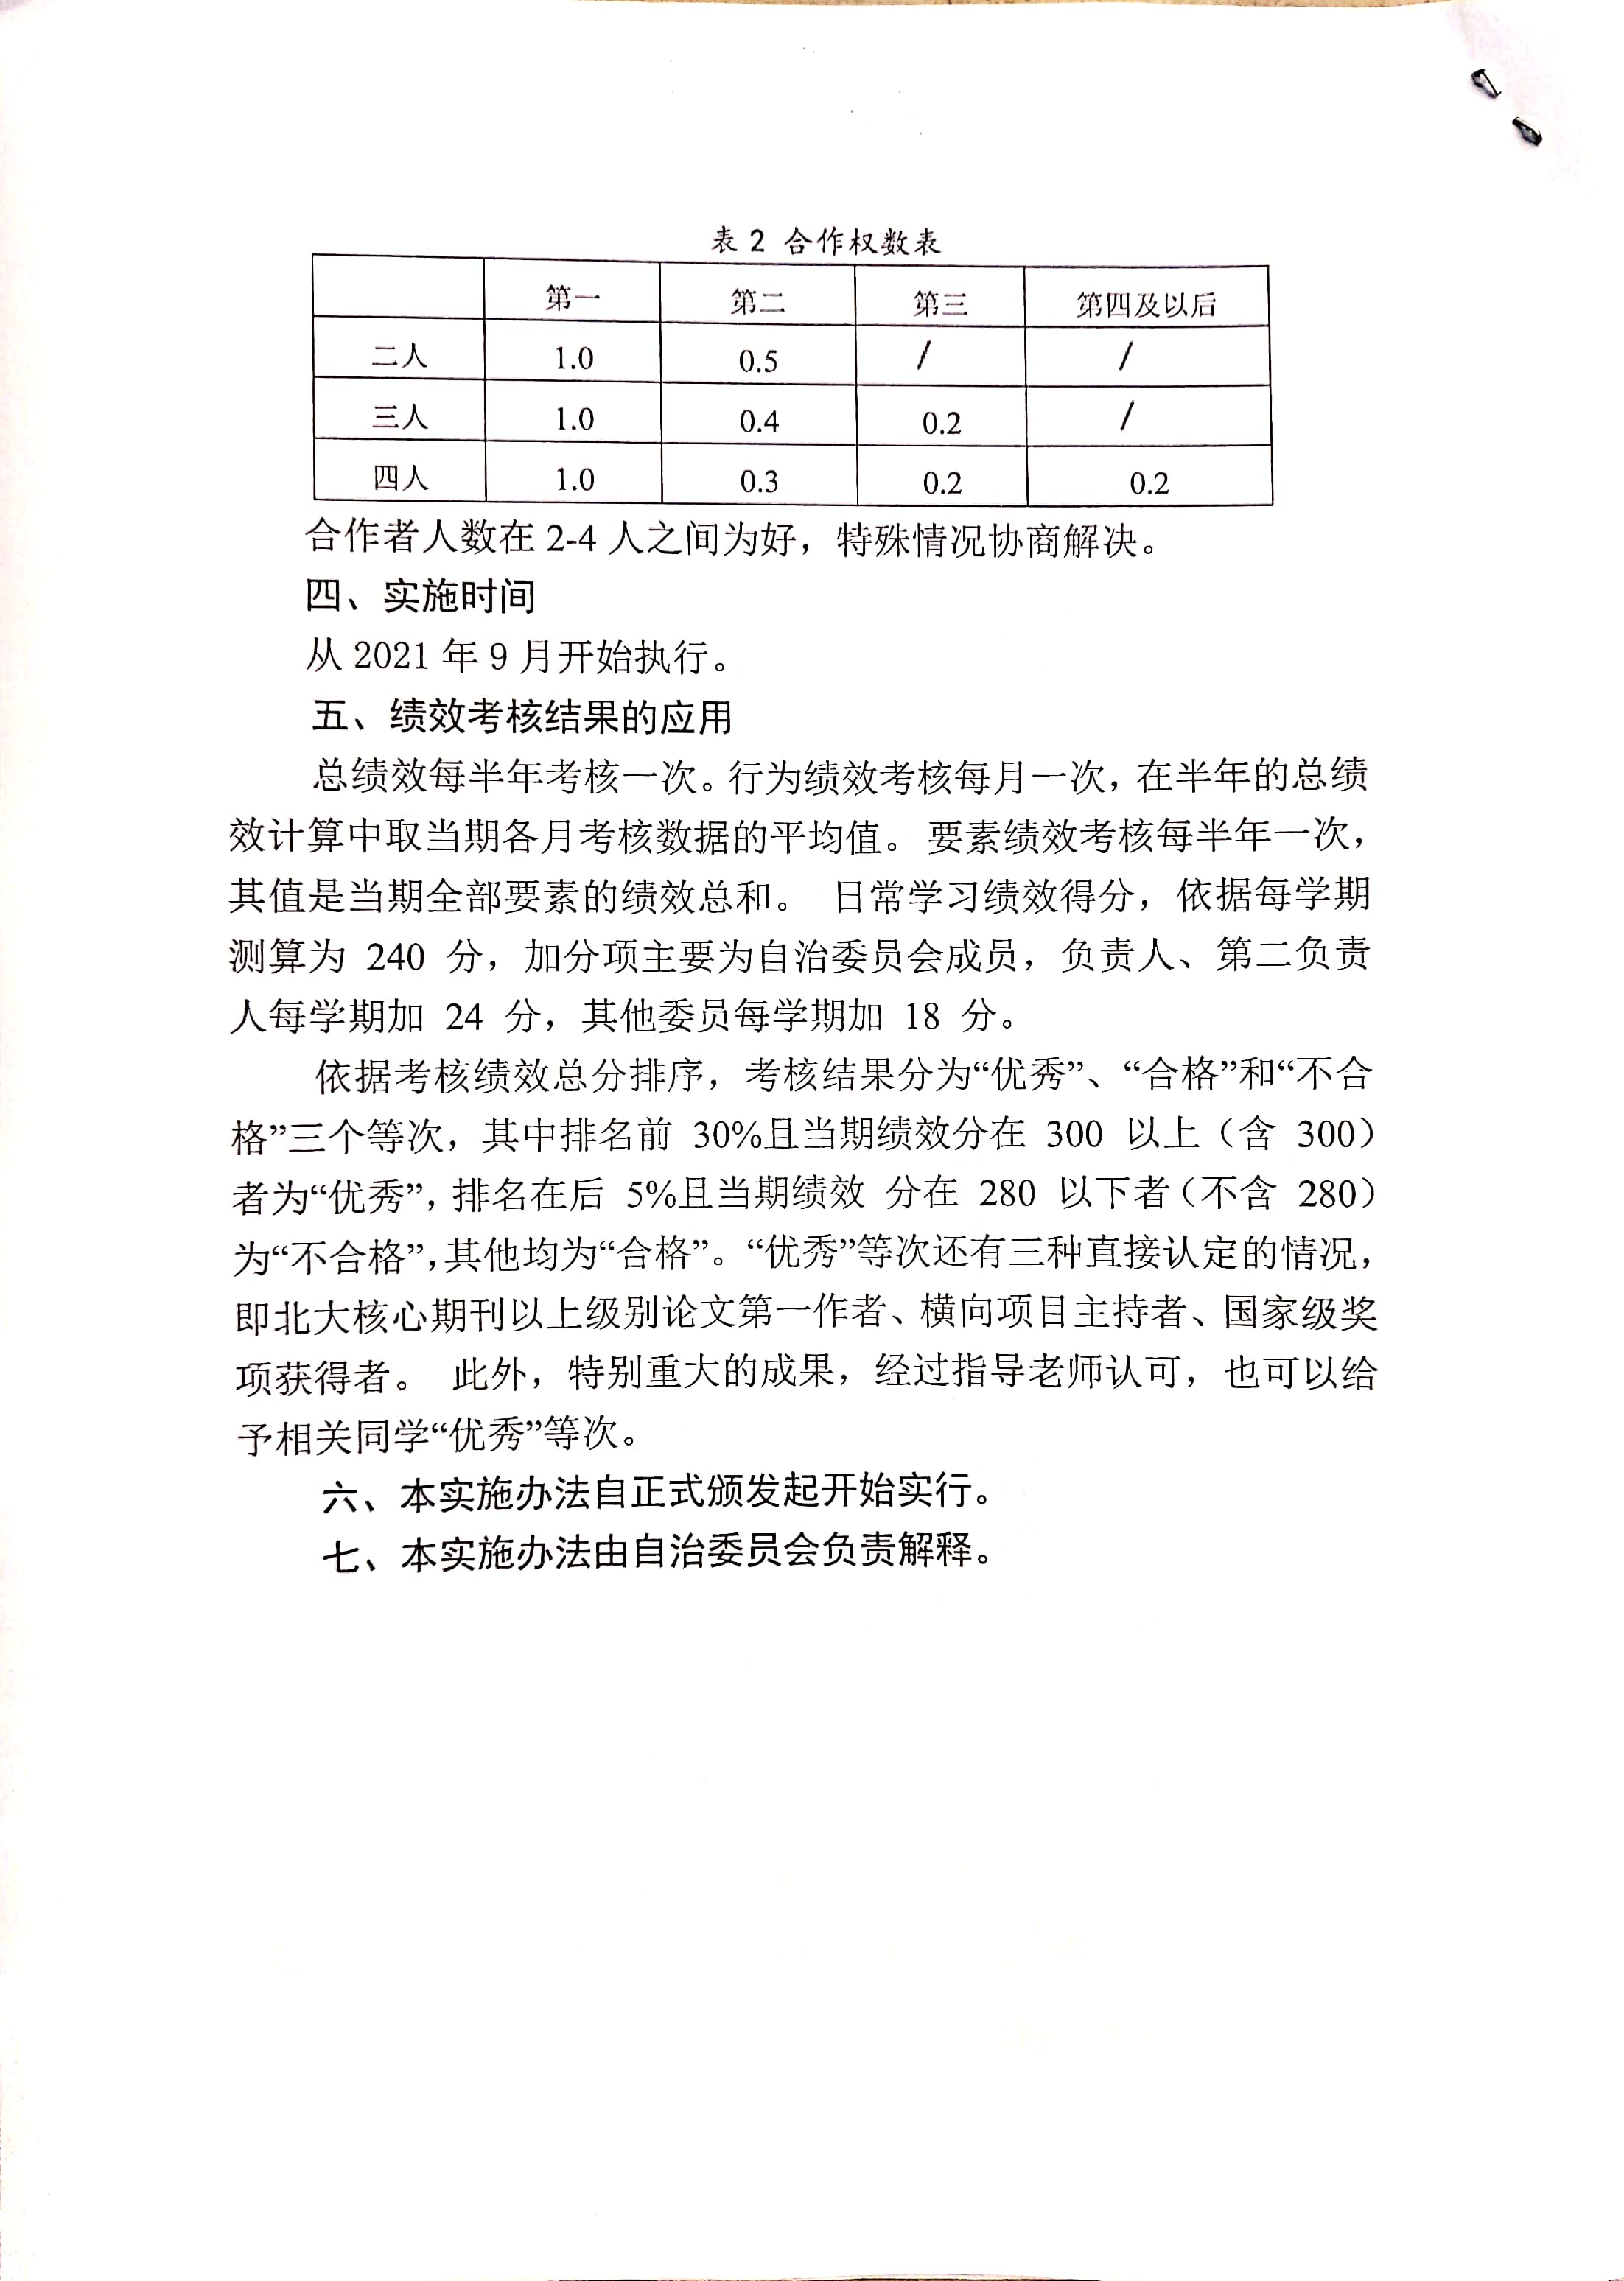 表2 合作权数表
第一 第二 第三 第四及以后
二人 1.0 0.5 / /
三人 1.0 0.4 0.2 /
四人 1.0 0.3 0.2 0.2
合作者人数在 2-4 人之间为好，特殊情况协商解决。
四、实施时间
从 2021 年 9 月开始执行。
五、绩效考核结果的应用
总绩效每半年考核一次。行为绩效考核每月一次，在半年的总绩
效计算中取当期各月考核数据的平均值。 要素绩效考核每半年一次，
其值是当期全部要素的绩效总和。 日常学习绩效得分，依据每学期
测算为 240 分，加分项主要为自治委员会成员，负责人、第二负责
人每学期加 24 分，其他委员每学期加 18 分。
依据考核绩效总分排序，考核结果分为“优秀”、“合格”和“不合
格”三个等次，其中排名前 30%且当期绩效分在 300 以上（含 300）
者为“优秀”，排名在后 5%且当期绩效 分在 280 以下者（不含 280）
为“不合格”，其他均为“合格”。“优秀”等次还有三种直接认定的情况，
即北大核心期刊以上级别论文第一作者、横向项目主持者、国家级奖
项获得者。 此外，特别重大的成果，经过指导老师认可，也可以给
予相关同学“优秀”等次。
六、本实施办法自正式颁发起开始实行。
七、本实施办法由自治委员会负责解释。